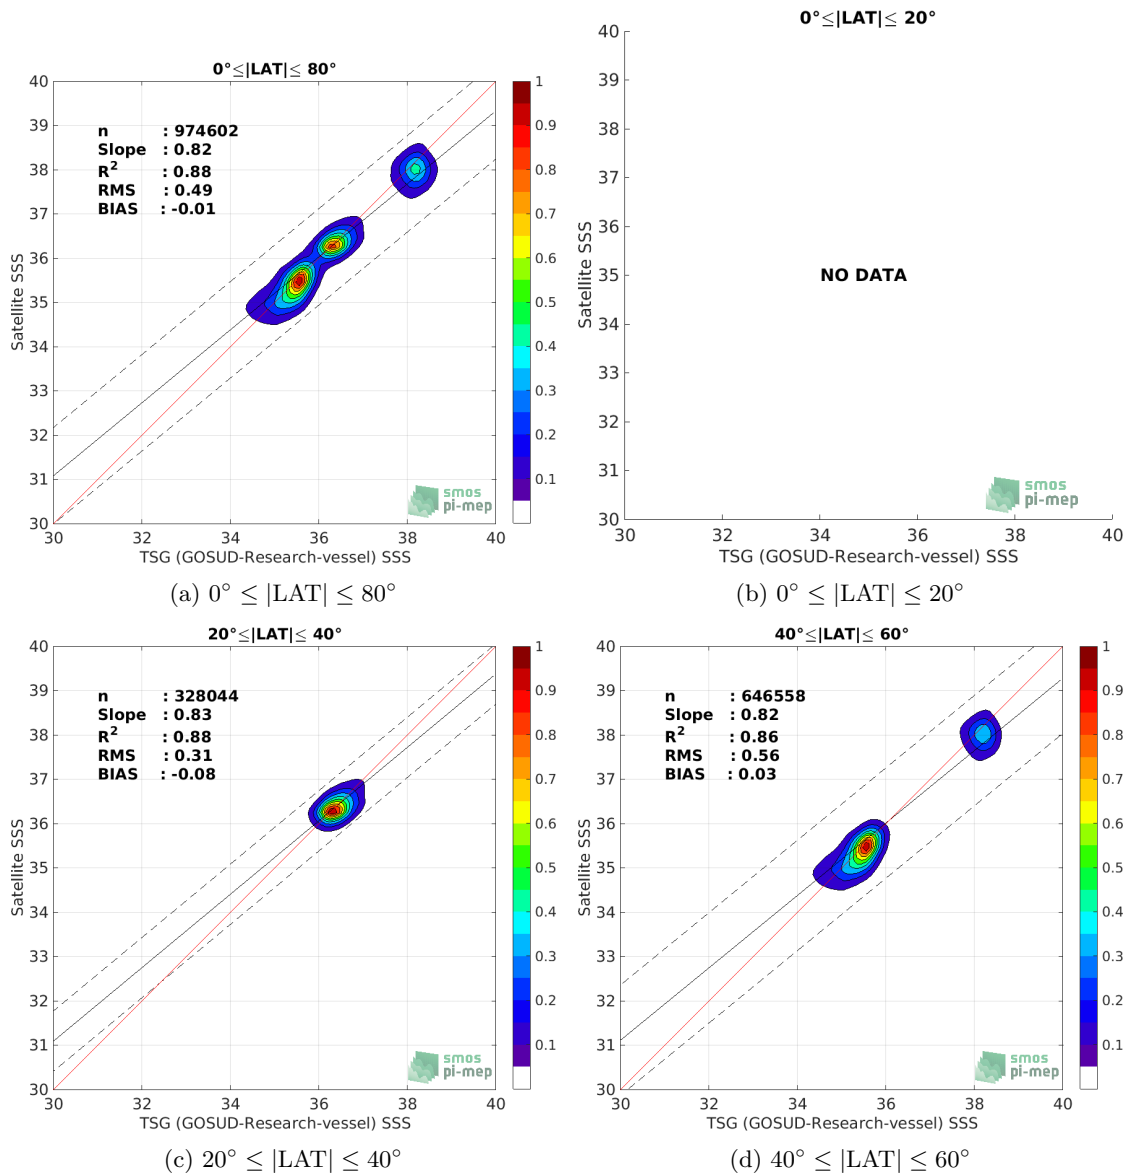 0°≤|LAT|≤ 80°
n : 974602
Slope : 0.82
R² : 0.88
RMS : 0.49
BIAS : -0.01
40
39
38
37
36
35
34
33
32
31
30
30 32 34 36 38 40
Satellite SSS
TSG (GOSUD-Research-vessel) SSS
1
0.9
0.8
0.7
0.6
0.5
0.4
0.3
0.2
0.1
smos
pi-mep
(a) 0° ≤ |LAT| ≤ 80°
0°≤|LAT|≤ 20°
40
39
38
37
36
35
34
33
32
31
30
30 32 34 36 38 40
Satellite SSS
NO DATA
TSG (GOSUD-Research-vessel) SSS
smos
pi-mep
(b) 0° ≤ |LAT| ≤ 20°
20°≤|LAT|≤ 40°
n : 328044
Slope : 0.83
R² : 0.88
RMS : 0.31
BIAS : -0.08
40
39
38
37
36
35
34
33
32
31
30
30 32 34 36 38 40
Satellite SSS
TSG (GOSUD-Research-vessel) SSS
1
0.9
0.8
0.7
0.6
0.5
0.4
0.3
0.2
0.1
smos
pi-mep
(c) 20° ≤ |LAT| ≤ 40°
40°≤|LAT|≤ 60°
n : 646558
Slope : 0.82
R² : 0.86
RMS : 0.56
BIAS : 0.03
40
39
38
37
36
35
34
33
32
31
30
30 32 34 36 38 40
Satellite SSS
TSG (GOSUD-Research-vessel) SSS
1
0.9
0.8
0.7
0.6
0.5
0.4
0.3
0.2
0.1
smos
pi-mep
(d) 40° ≤ |LAT| ≤ 60°